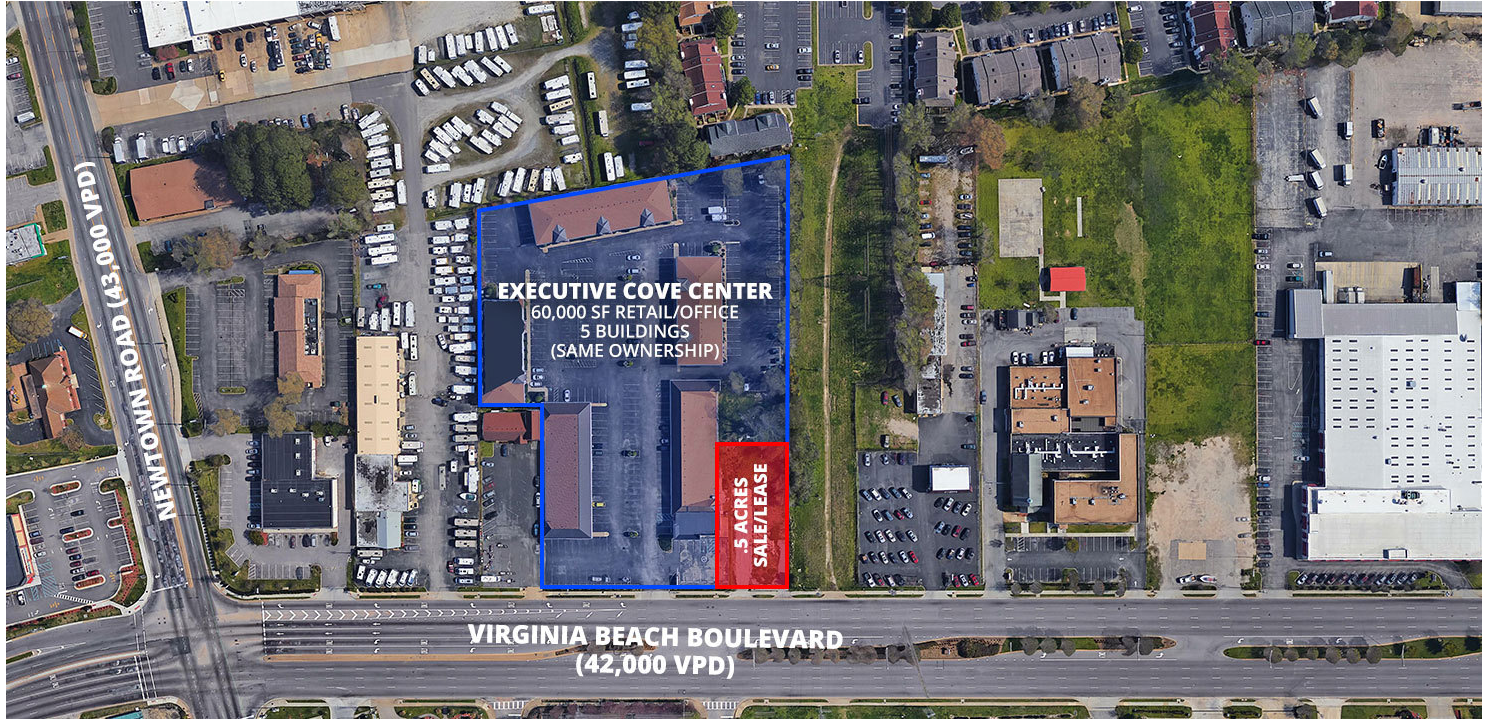 NEWTOWN ROAD (43,000 VPD)
EXECUTIVE COVE CENTER
60,000 SF RETAIL/OFFICE
5 BUILDINGS
(SAME OWNERSHIP)
.5 ACRES
SALE/LEASE
VIRGINIA BEACH BOULEVARD
(42,000 VPD)